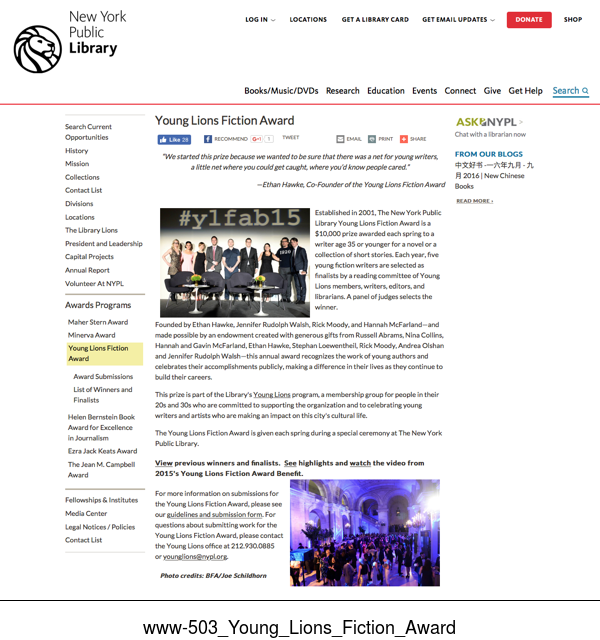 New York
Public
Library
LOG IN
LOCATIONS
GET A LIBRARY CARD
GET EMAIL UPDATES
DONATE
SHOP
Books/Music/DVDs Research Education Events Connect Give Get Help Search
Search Current
Opportunities
History
Mission
Collections
Contact List
Divisions
Locations
The Library Lions
President and Leadership
Capital Projects
Annual Report
Volunteer At NYPL
Awards Programs
Maher Stern Award
Minerva Award
Young Lions Fiction
Award
Award Submissions
List of Winners and
Finalists
Helen Bernstein Book
Award for Excellence
in Journalism
Ezra Jack Keats Award
The Jean M. Campbell
Award
Fellowships & Institutes
Media Center
Legal Notices / Policies
Contact List
Young Lions Fiction Award
Like 28
RECOMMEND
G+1
1
TWEET
EMAIL
PRINT
SHARE
"We started this prize because we wanted to be sure that there was a net for young writers,
a little net where you could get caught, where you'd know people cared."
—Ethan Hawke, Co-Founder of the Young Lions Fiction Award
#ylfab15
Established in 2001, The New York Public
Library Young Lions Fiction Award is a
$10,000 prize awarded each spring to a
writer age 35 or younger for a novel or a
collection of short stories. Each year, five
young fiction writers are selected as
finalists by a reading committee of Young
Lions members, writers, editors, and
librarians. A panel of judges selects the
winner.
Founded by Ethan Hawke, Jennifer Rudolph Walsh, Rick Moody, and Hannah McFarland—and
made possible by an endowment created with generous gifts from Russell Abrams, Nina Collins,
Hannah and Gavin McFarland, Ethan Hawke, Stephan Loewentheil, Rick Moody, Andrea Olshan
and Jennifer Rudolph Walsh—this annual award recognizes the work of young authors and
celebrates their accomplishments publicly, making a difference in their lives as they continue to
build their careers.
This prize is part of the Library's Young Lions program, a membership group for people in their
20s and 30s who are committed to supporting the organization and to celebrating young
writers and artists who are making an impact on this city's cultural life.
The Young Lions Fiction Award is given each spring during a special ceremony at The New York
Public Library.
View previous winners and finalists. See highlights and watch the video from
2015's Young Lions Fiction Award Benefit.
For more information on submissions for
the Young Lions Fiction Award, please see
our guidelines and submission form. For
questions about submitting work for the
Young Lions Fiction Award, please contact
the Young Lions office at 212.930.0885
or younglions@nypl.org.
Photo credits: BFA/Joe Schildhorn
ASK NYPL >
Chat with a librarian now
FROM OUR BLOGS
中文好书 -一六年九月 - 九
月 2016 | New Chinese
Books
READ MORE ›
www-503_Young_Lions_Fiction_Award